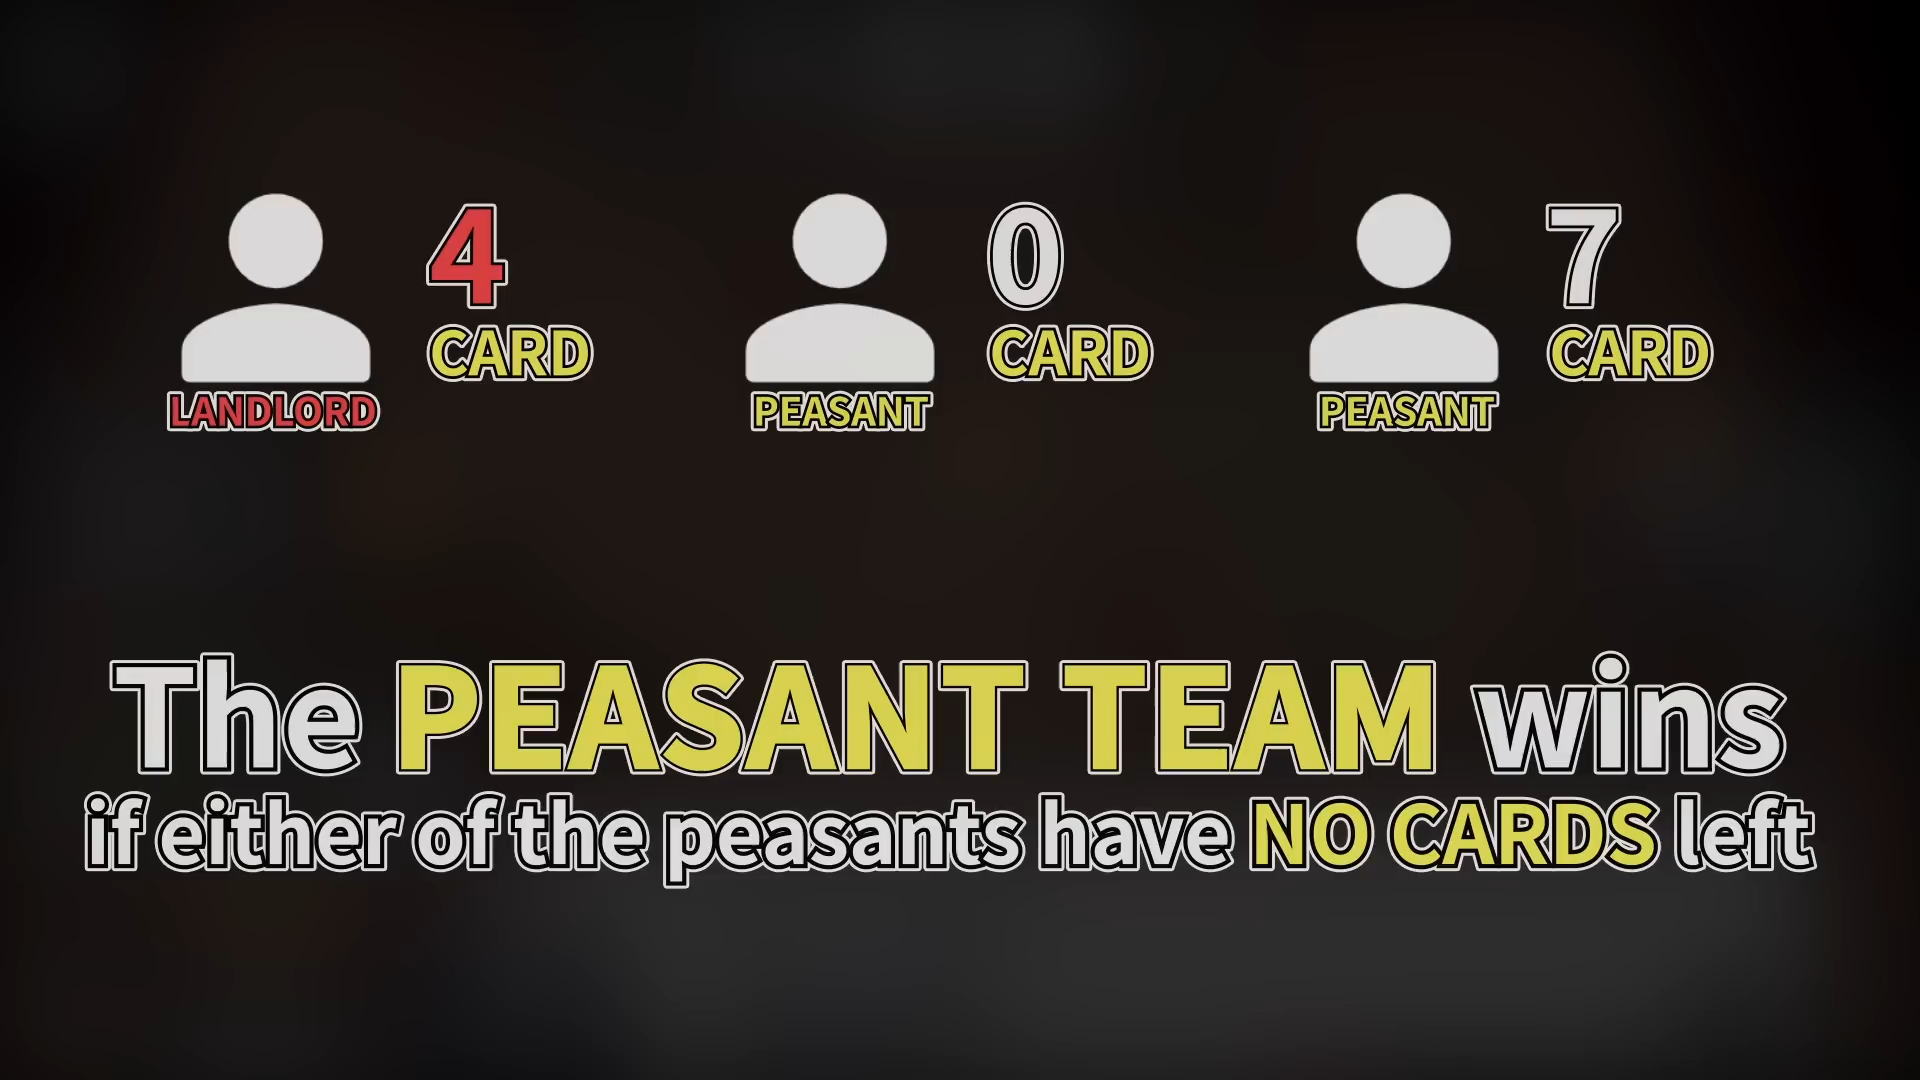 4
CARD
LANDLORD
0
CARD
PEASANT
7
CARD
PEASANT
The PEASANT TEAM wins
if either of the peasants have NO CARDS left